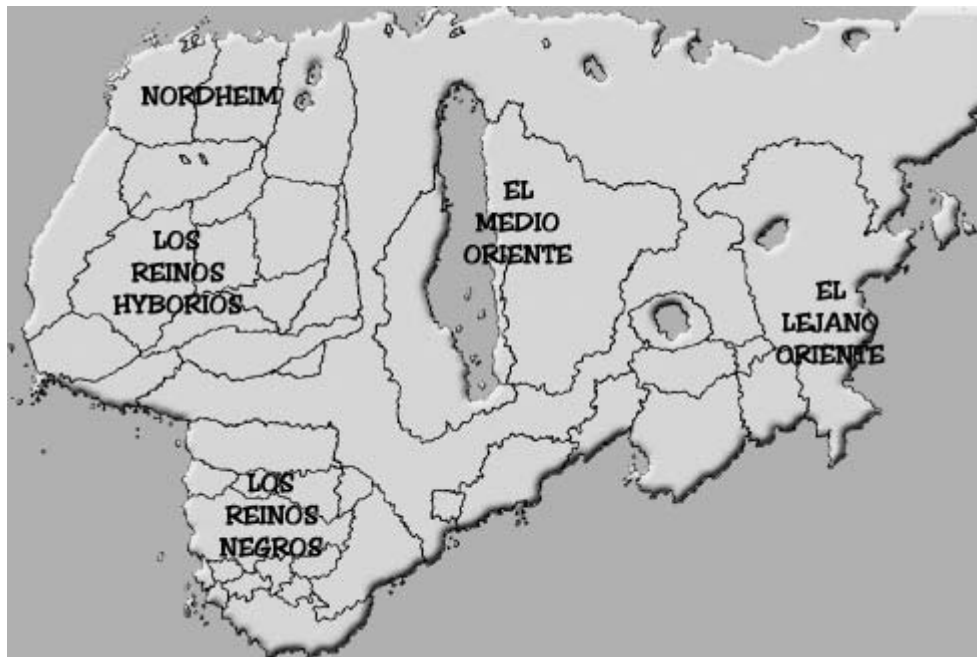 NORDHEIM
EL
MEDIO
ORIENTE
LOS
REINOS
HYBORIOS
EL
LEJANO
ORIENTE
LOS
REINOS
NEGROS